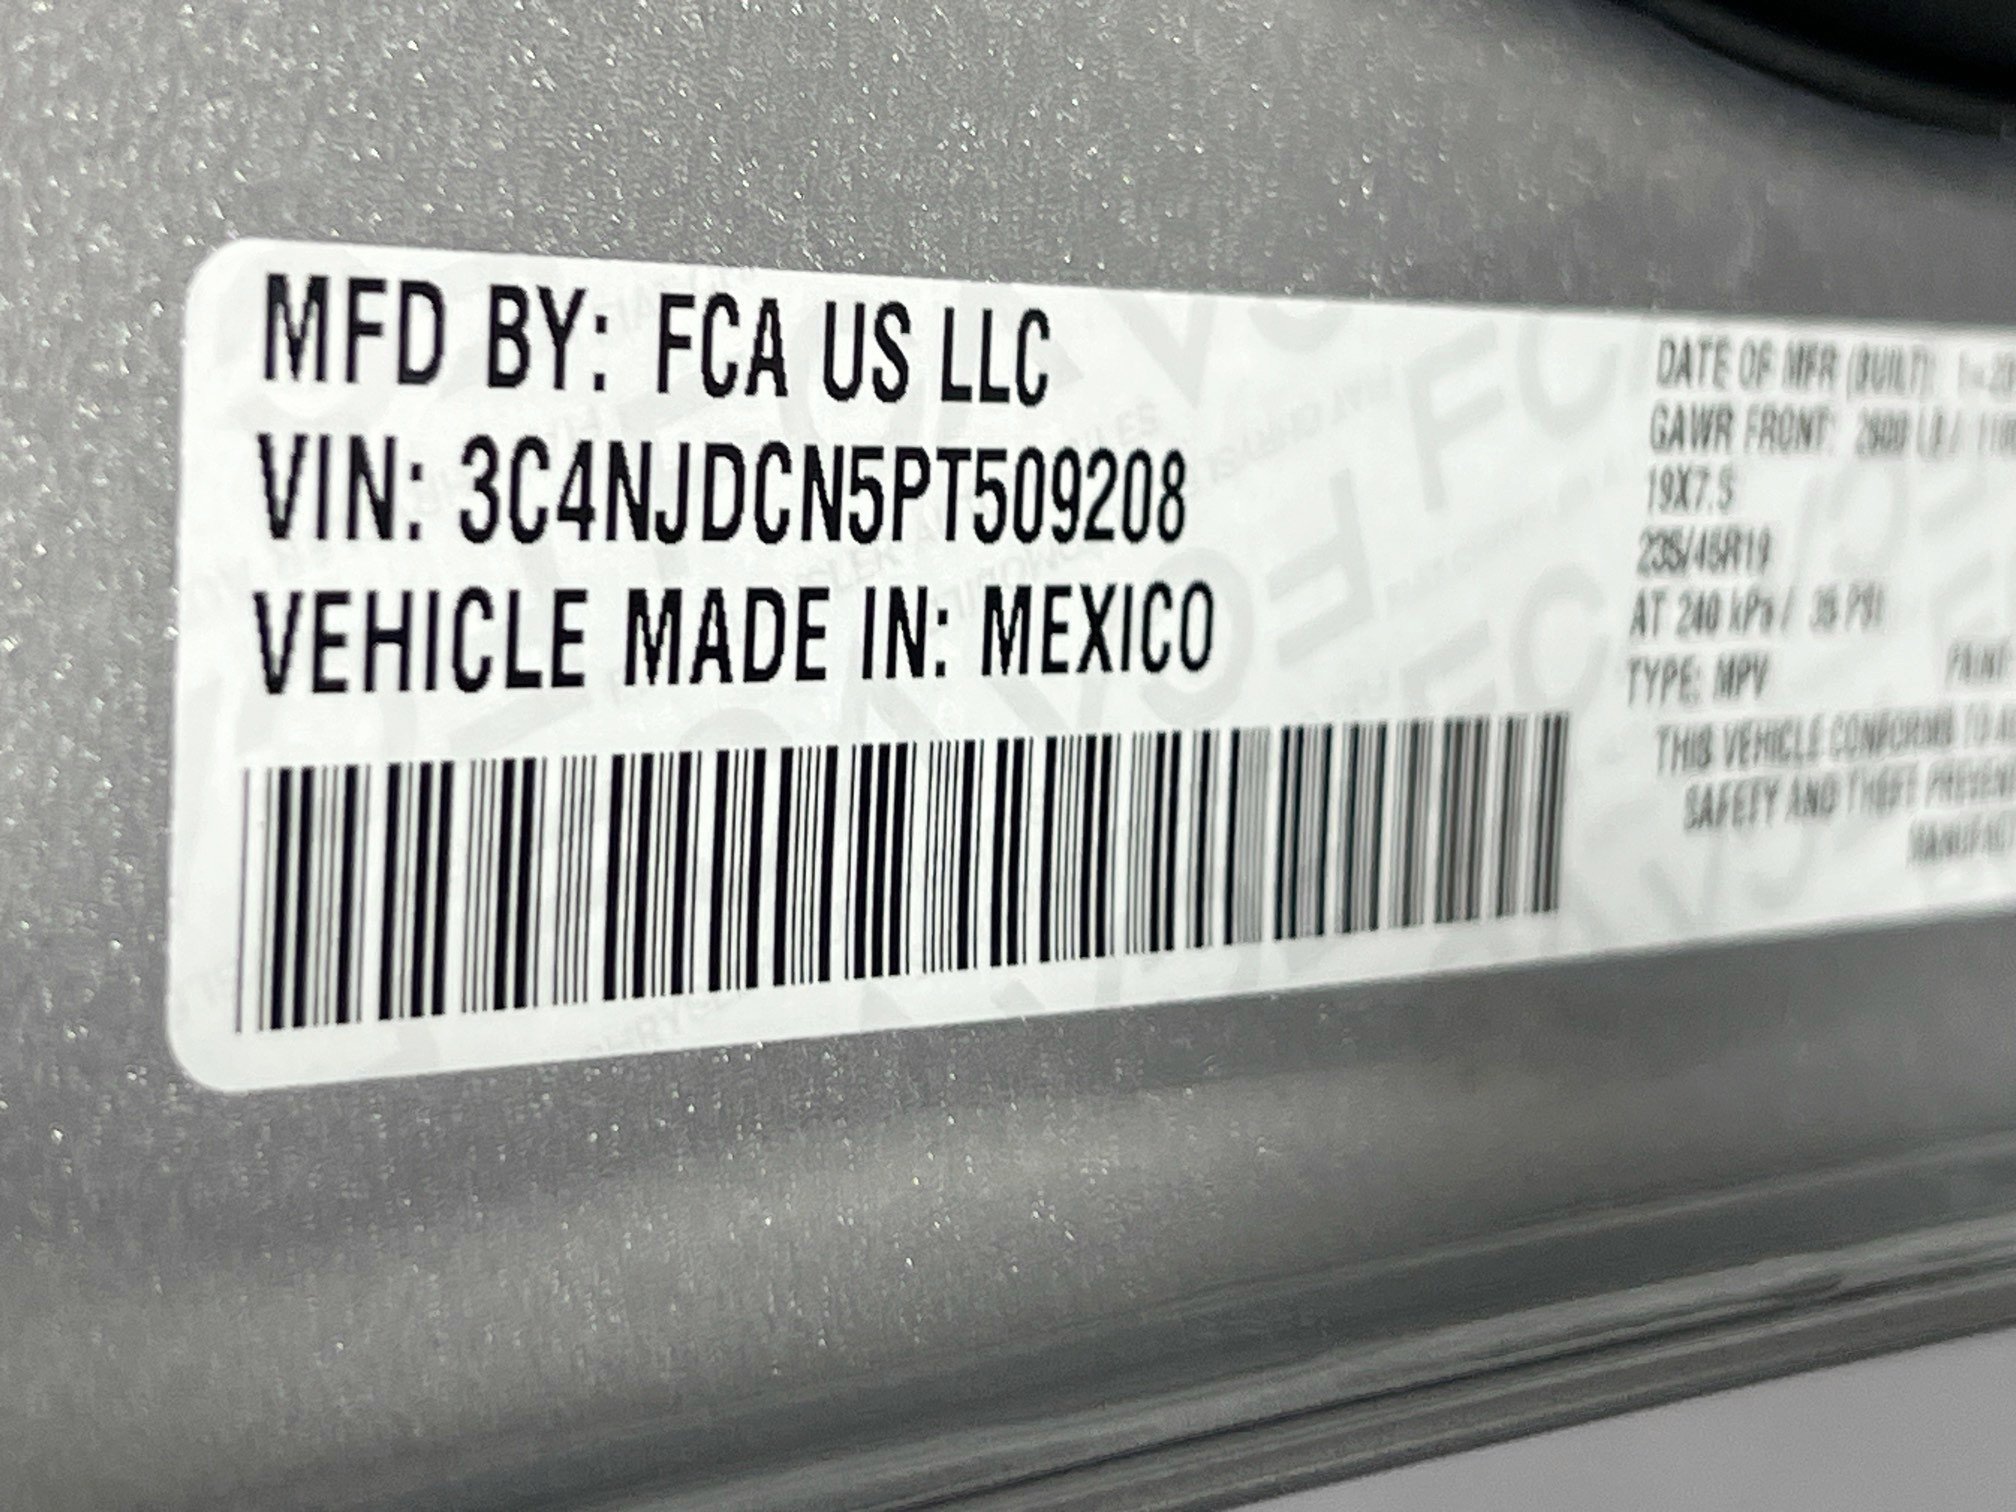 MFD BY: FCA US LLC
VIN: 3C4NJDCN5PT509208
VEHICLE MADE IN: MEXICO
DATE OF MFR (BUILT):
GAWR FRONT:
19X7.5
235/45R19
AT 240 kPa / 35 PSI
TYPE: MPV
PAINT:
THIS VEHICLE CONFORMS TO
SAFETY AND THEFT